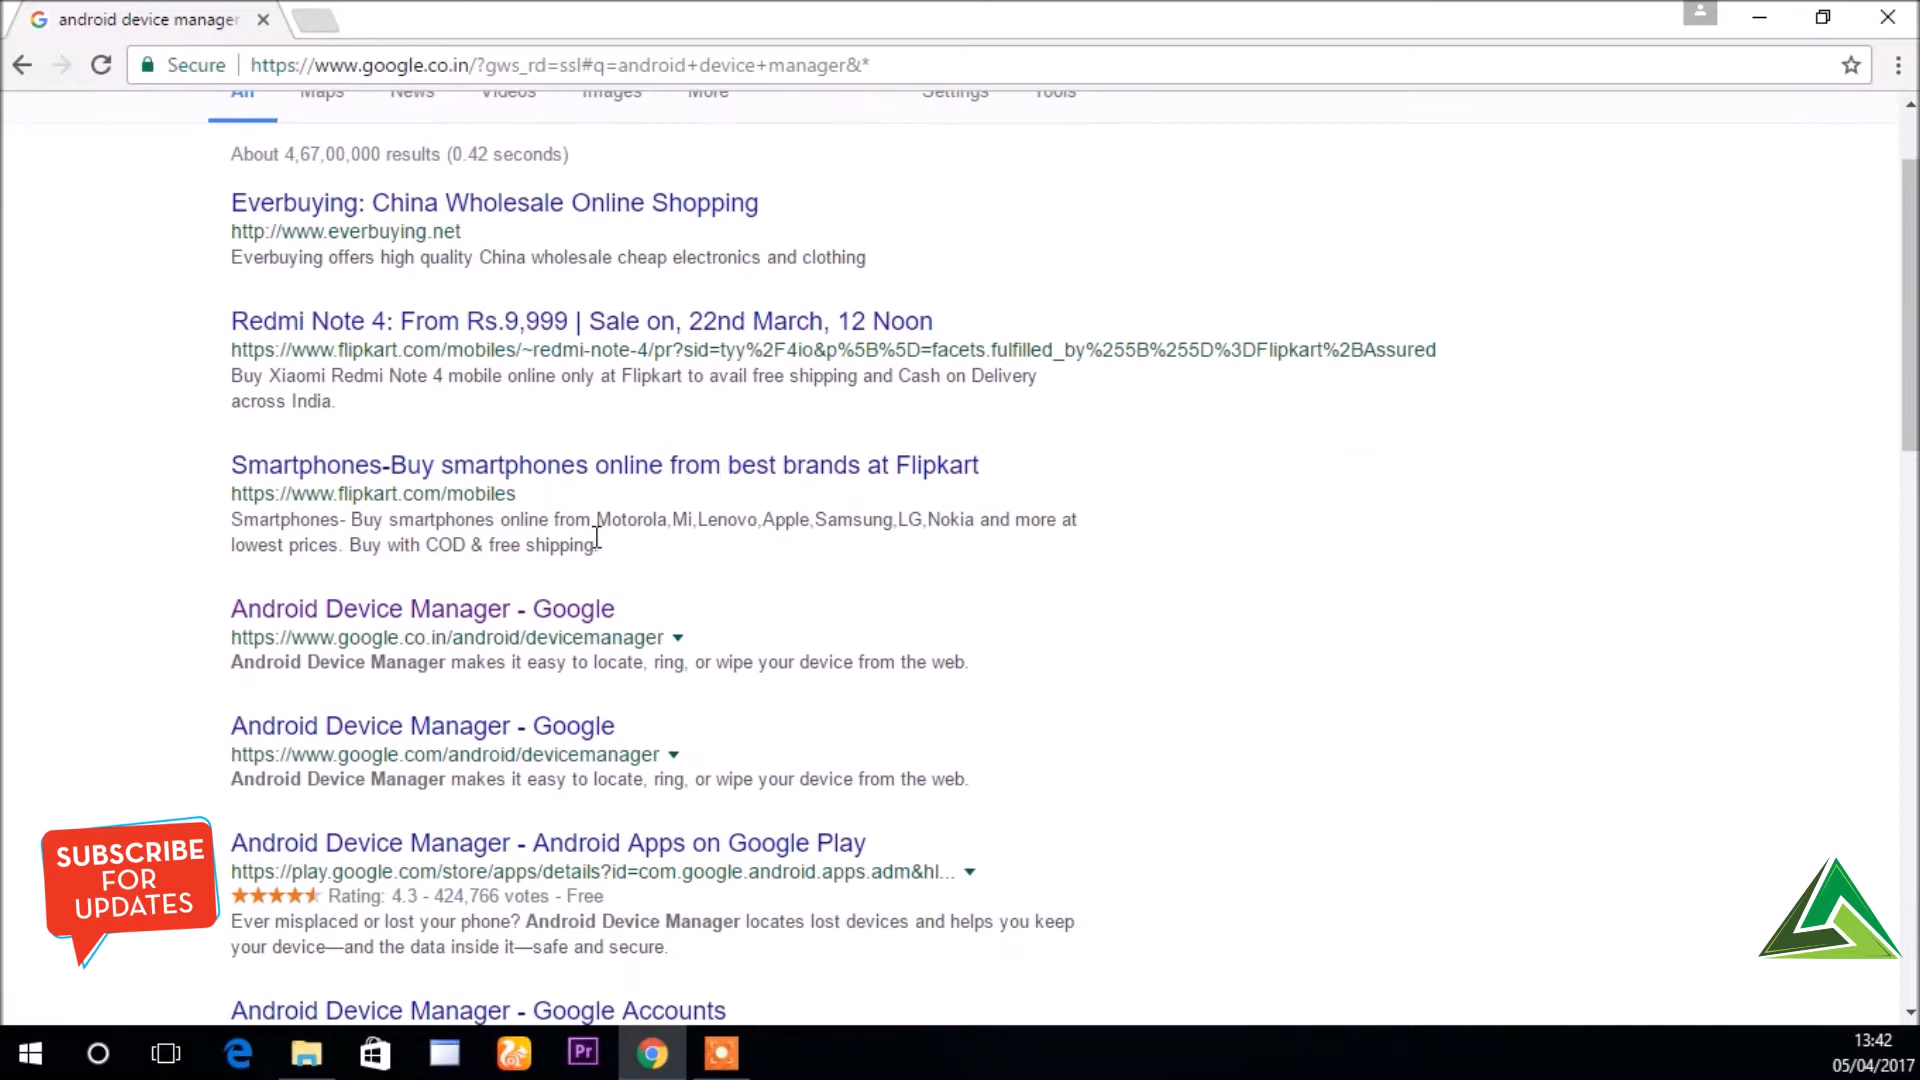 android device manager
Secure https://www.google.co.in/?gws_rd=ssl#q=android+device+manager&*
All Maps News Videos Images More Settings Tools
About 4,67,00,000 results (0.42 seconds)
Everbuying: China Wholesale Online Shopping
http://www.everbuying.net
Everbuying offers high quality China wholesale cheap electronics and clothing
Redmi Note 4: From Rs.9,999 | Sale on, 22nd March, 12 Noon
https://www.flipkart.com/mobiles/~redmi-note-4/pr?sid=tyy%2F4io&p%5B%5D=facets.fulfilled_by%255B%255D%3DFlipkart%2BAssured
Buy Xiaomi Redmi Note 4 mobile online only at Flipkart to avail free shipping and Cash on Delivery
across India.
Smartphones-Buy smartphones online from best brands at Flipkart
https://www.flipkart.com/mobiles
Smartphones- Buy smartphones online from Motorola,Mi,Lenovo,Apple,Samsung,LG,Nokia and more at
lowest prices. Buy with COD & free shipping.
Android Device Manager - Google
https://www.google.co.in/android/devicemanager
Android Device Manager makes it easy to locate, ring, or wipe your device from the web.
Android Device Manager - Google
https://www.google.com/android/devicemanager
Android Device Manager makes it easy to locate, ring, or wipe your device from the web.
Android Device Manager - Android Apps on Google Play
https://play.google.com/store/apps/details?id=com.google.android.apps.adm&hl...
Rating: 4.3 - 424,766 votes - Free
Ever misplaced or lost your phone? Android Device Manager locates lost devices and helps you keep
your device—and the data inside it—safe and secure.
Android Device Manager - Google Accounts
SUBSCRIBE
FOR
UPDATES
Pr
13:42
05/04/2017